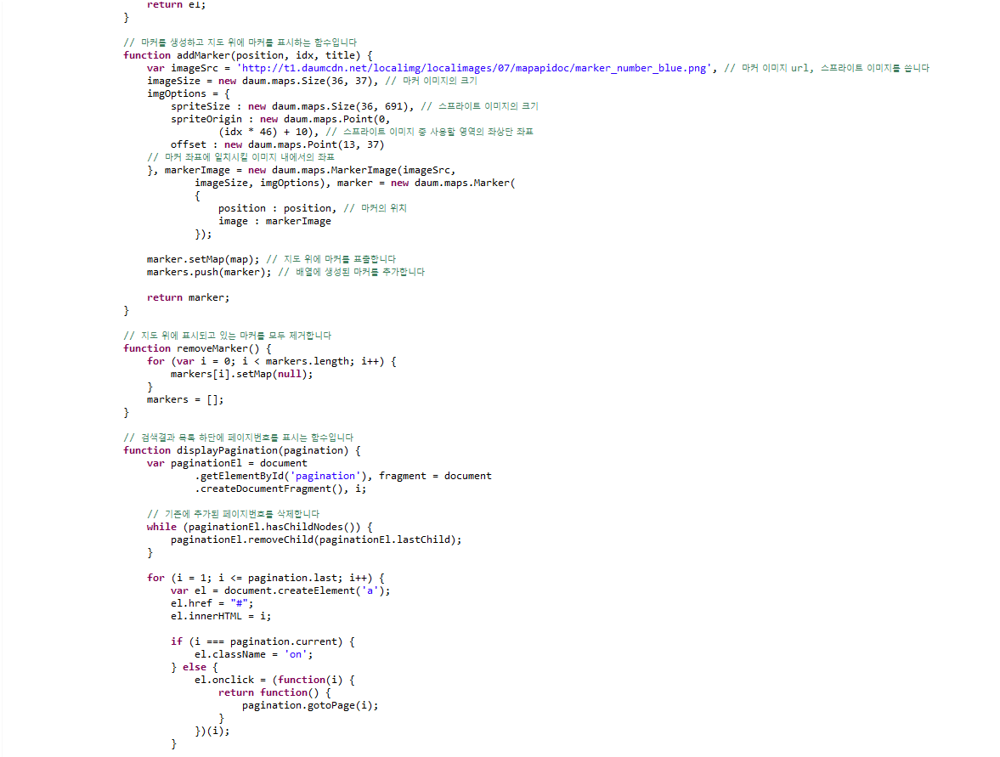 return el;
}
// 마커를 생성하고 지도 위에 마커를 표시하는 함수입니다
function addMarker(position, idx, title) {
var imageSrc = 'http://t1.daumcdn.net/localimg/localimages/07/mapapidoc/marker_number_blue.png', // 마커 이미지 url, 스프라이트 이미지를 씁니다
imageSize = new daum.maps.Size(36, 37), // 마커 이미지의 크기
imgOptions = {
spriteSize : new daum.maps.Size(36, 691), // 스프라이트 이미지의 크기
spriteOrigin : new daum.maps.Point(0,
(idx * 46) + 10), // 스프라이트 이미지 중 사용할 영역의 좌상단 좌표
offset : new daum.maps.Point(13, 37)
// 마커 좌표에 일치시킬 이미지 내에서의 좌표
}, markerImage = new daum.maps.MarkerImage(imageSrc,
imageSize, imgOptions), marker = new daum.maps.Marker(
{
position : position, // 마커의 위치
image : markerImage
});
marker.setMap(map); // 지도 위에 마커를 표출합니다
markers.push(marker); // 배열에 생성된 마커를 추가합니다
return marker;
}
// 지도 위에 표시되고 있는 마커를 모두 제거합니다
function removeMarker() {
for (var i = 0; i < markers.length; i++) {
markers[i].setMap(null);
}
markers = [];
}
// 검색결과 목록 하단에 페이지번호를 표시는 함수입니다
function displayPagination(pagination) {
var paginationEl = document
.getElementById('pagination'), fragment = document
.createDocumentFragment(), i;
// 기존에 추가된 페이지번호를 삭제합니다
while (paginationEl.hasChildNodes()) {
paginationEl.removeChild(paginationEl.lastChild);
}
for (i = 1; i <= pagination.last; i++) {
var el = document.createElement('a');
el.href = "#";
el.innerHTML = i;
if (i === pagination.current) {
el.className = 'on';
} else {
el.onclick = (function(i) {
return function() {
pagination.gotoPage(i);
}
})(i);
}